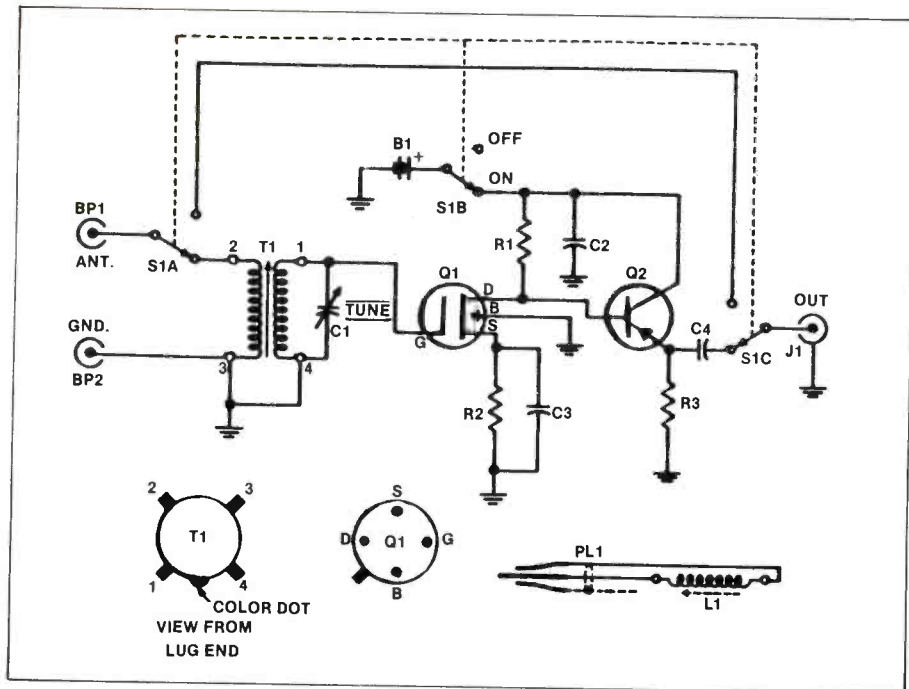 OFF
B1
+
ON
S1B
BP1
ANT.
S1A
2
T1
1
R1
C2
Q1
Q2
D
B
S
G
TUNE
C1
OUT
C4
S1C
J1
GND.
BP2
3
4
R2
C3
R3
2
3
T1
1
4
COLOR DOT
VIEW FROM
LUG END
S
D
Q1
G
B
PL1
L1